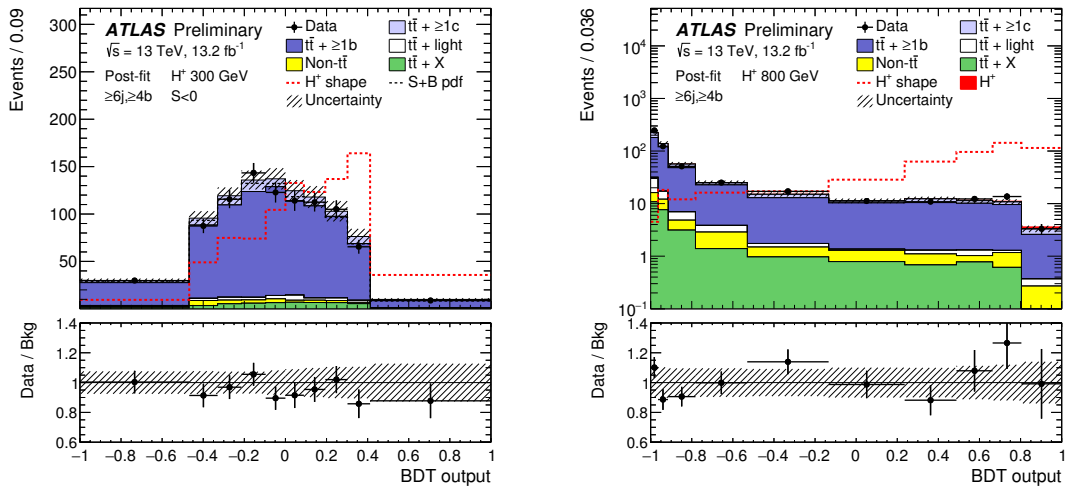 Events / 0.09
300
250
200
150
100
50
ATLAS Preliminary
√s = 13 TeV, 13.2 fb⁻¹
Post-fit H⁺ 300 GeV
≥6j,≥4b S<0
Data
tt̄ + ≥1c
tt̄ + ≥1b
tt̄ + light
Non-tt̄
tt̄ + X
H⁺ shape
S+B pdf
Uncertainty
Data / Bkg
1.4
1.2
1
0.8
0.6
−1 −0.8 −0.6 −0.4 −0.2 0 0.2 0.4 0.6 0.8 1
BDT output
Events / 0.036
10⁴
10³
10²
10
1
10⁻¹
ATLAS Preliminary
√s = 13 TeV, 13.2 fb⁻¹
Post-fit H⁺ 800 GeV
≥6j,≥4b
Data
tt̄ + ≥1c
tt̄ + ≥1b
tt̄ + light
Non-tt̄
tt̄ + X
H⁺ shape
H⁺
Uncertainty
Data / Bkg
1.4
1.2
1
0.8
0.6
−1 −0.8 −0.6 −0.4 −0.2 0 0.2 0.4 0.6 0.8 1
BDT output